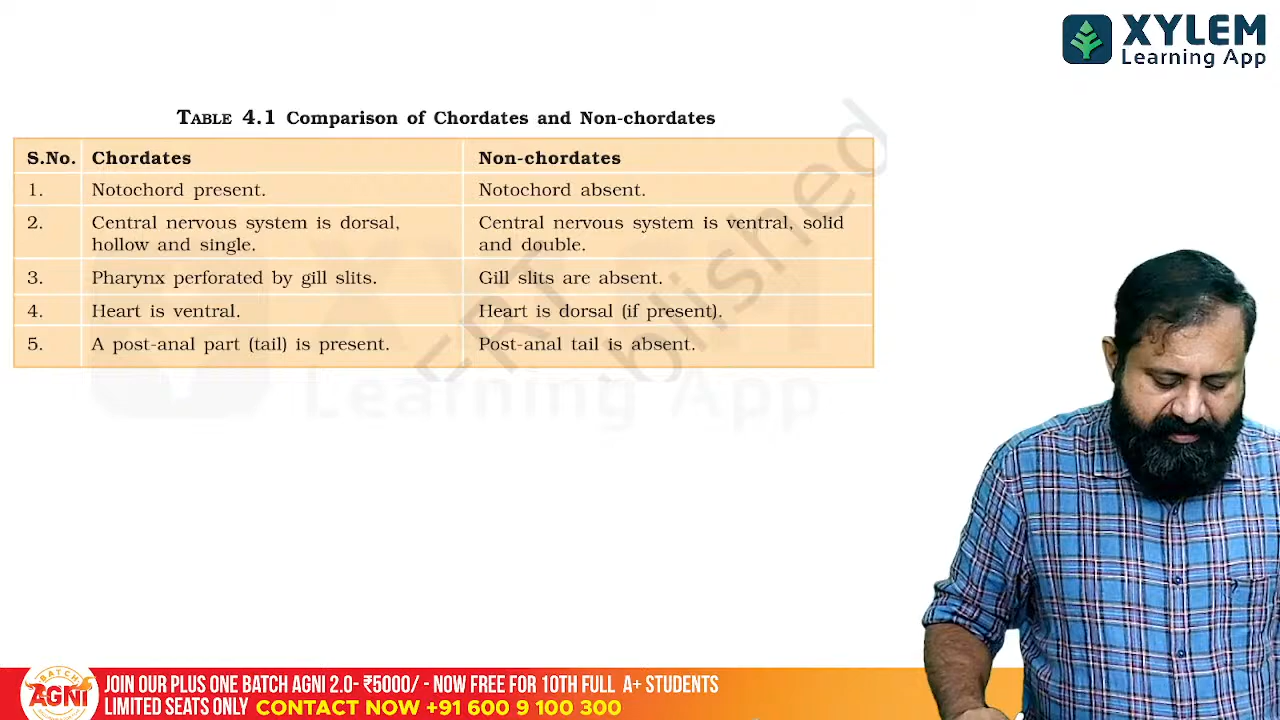 XYLEM
Learning App
TABLE 4.1 Comparison of Chordates and Non-chordates
S.No. Chordates Non-chordates
1. Notochord present. Notochord absent.
2. Central nervous system is dorsal, hollow and single. Central nervous system is ventral, solid and double.
3. Pharynx perforated by gill slits. Gill slits are absent.
4. Heart is ventral. Heart is dorsal (if present).
5. A post-anal part (tail) is present. Post-anal tail is absent.
Learning App
BATCH
AGNI
JOIN OUR PLUS ONE BATCH AGNI 2.0- ₹5000/ - NOW FREE FOR 10TH FULL A+ STUDENTS
LIMITED SEATS ONLY CONTACT NOW +91 600 9 100 300